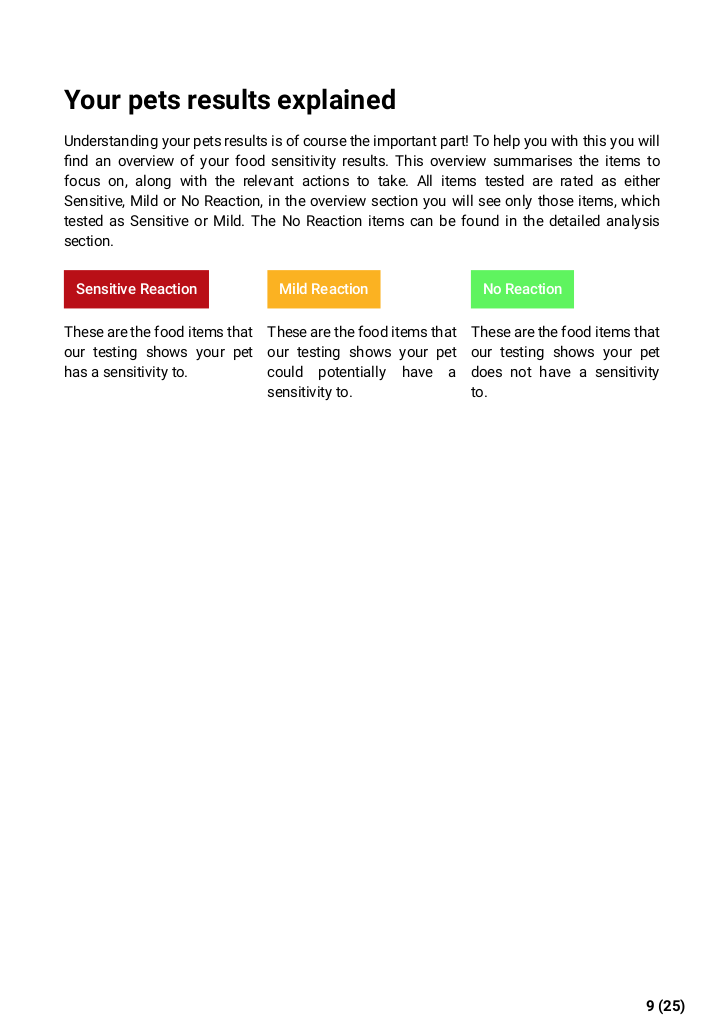 Your pets results explained
Understanding your pets results is of course the important part! To help you with this you will
find an overview of your food sensitivity results. This overview summarises the items to
focus on, along with the relevant actions to take. All items tested are rated as either
Sensitive, Mild or No Reaction, in the overview section you will see only those items, which
tested as Sensitive or Mild. The No Reaction items can be found in the detailed analysis
section.
Sensitive Reaction
These are the food items that
our testing shows your pet
has a sensitivity to.
Mild Reaction
These are the food items that
our testing shows your pet
could potentially have a
sensitivity to.
No Reaction
These are the food items that
our testing shows your pet
does not have a sensitivity
to.
9 (25)